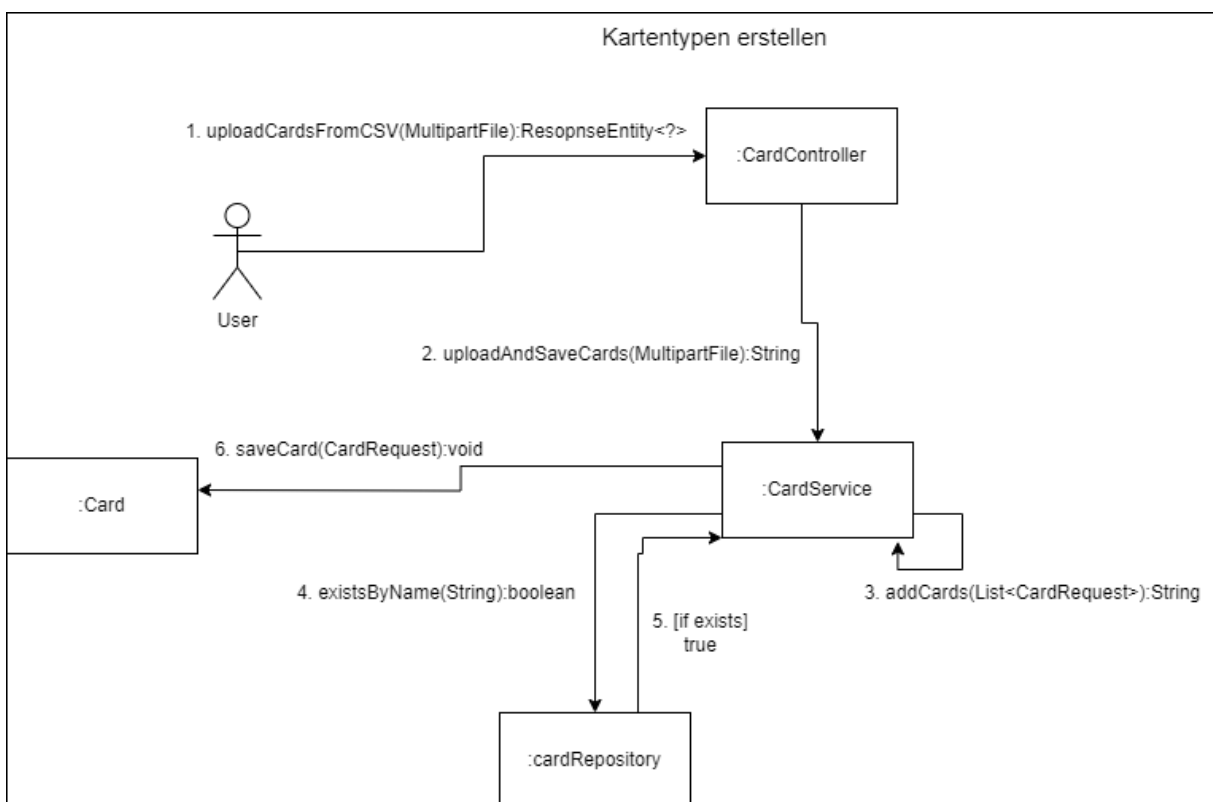 Kartentypen erstellen
1. uploadCardsFromCSV(MultipartFile):ResopnseEntity<?>
:CardController
User
2. uploadAndSaveCards(MultipartFile):String
6. saveCard(CardRequest):void
:Card
:CardService
4. existsByName(String):boolean
3. addCards(List<CardRequest>):String
5. [if exists]
true
:cardRepository